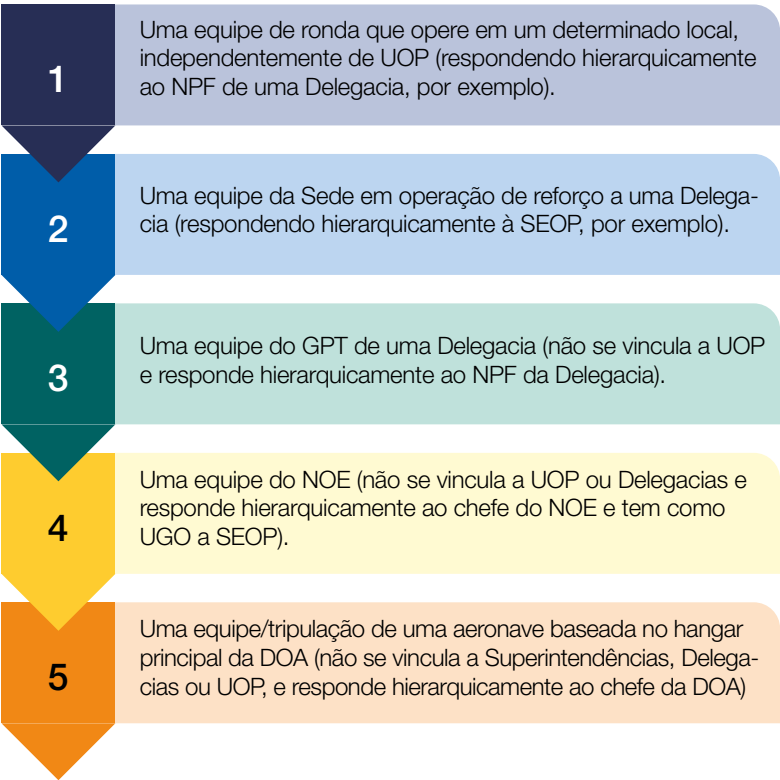 1
Uma equipe de ronda que opere em um determinado local,
independentemente de UOP (respondendo hierarquicamente
ao NPF de uma Delegacia, por exemplo).
2
Uma equipe da Sede em operação de reforço a uma Delega-
cia (respondendo hierarquicamente à SEOP, por exemplo).
3
Uma equipe do GPT de uma Delegacia (não se vincula a UOP
e responde hierarquicamente ao NPF da Delegacia).
4
Uma equipe do NOE (não se vincula a UOP ou Delegacias e
responde hierarquicamente ao chefe do NOE e tem como
UGO a SEOP).
5
Uma equipe/tripulação de uma aeronave baseada no hangar
principal da DOA (não se vincula a Superintendências, Delega-
cias ou UOP, e responde hierarquicamente ao chefe da DOA)